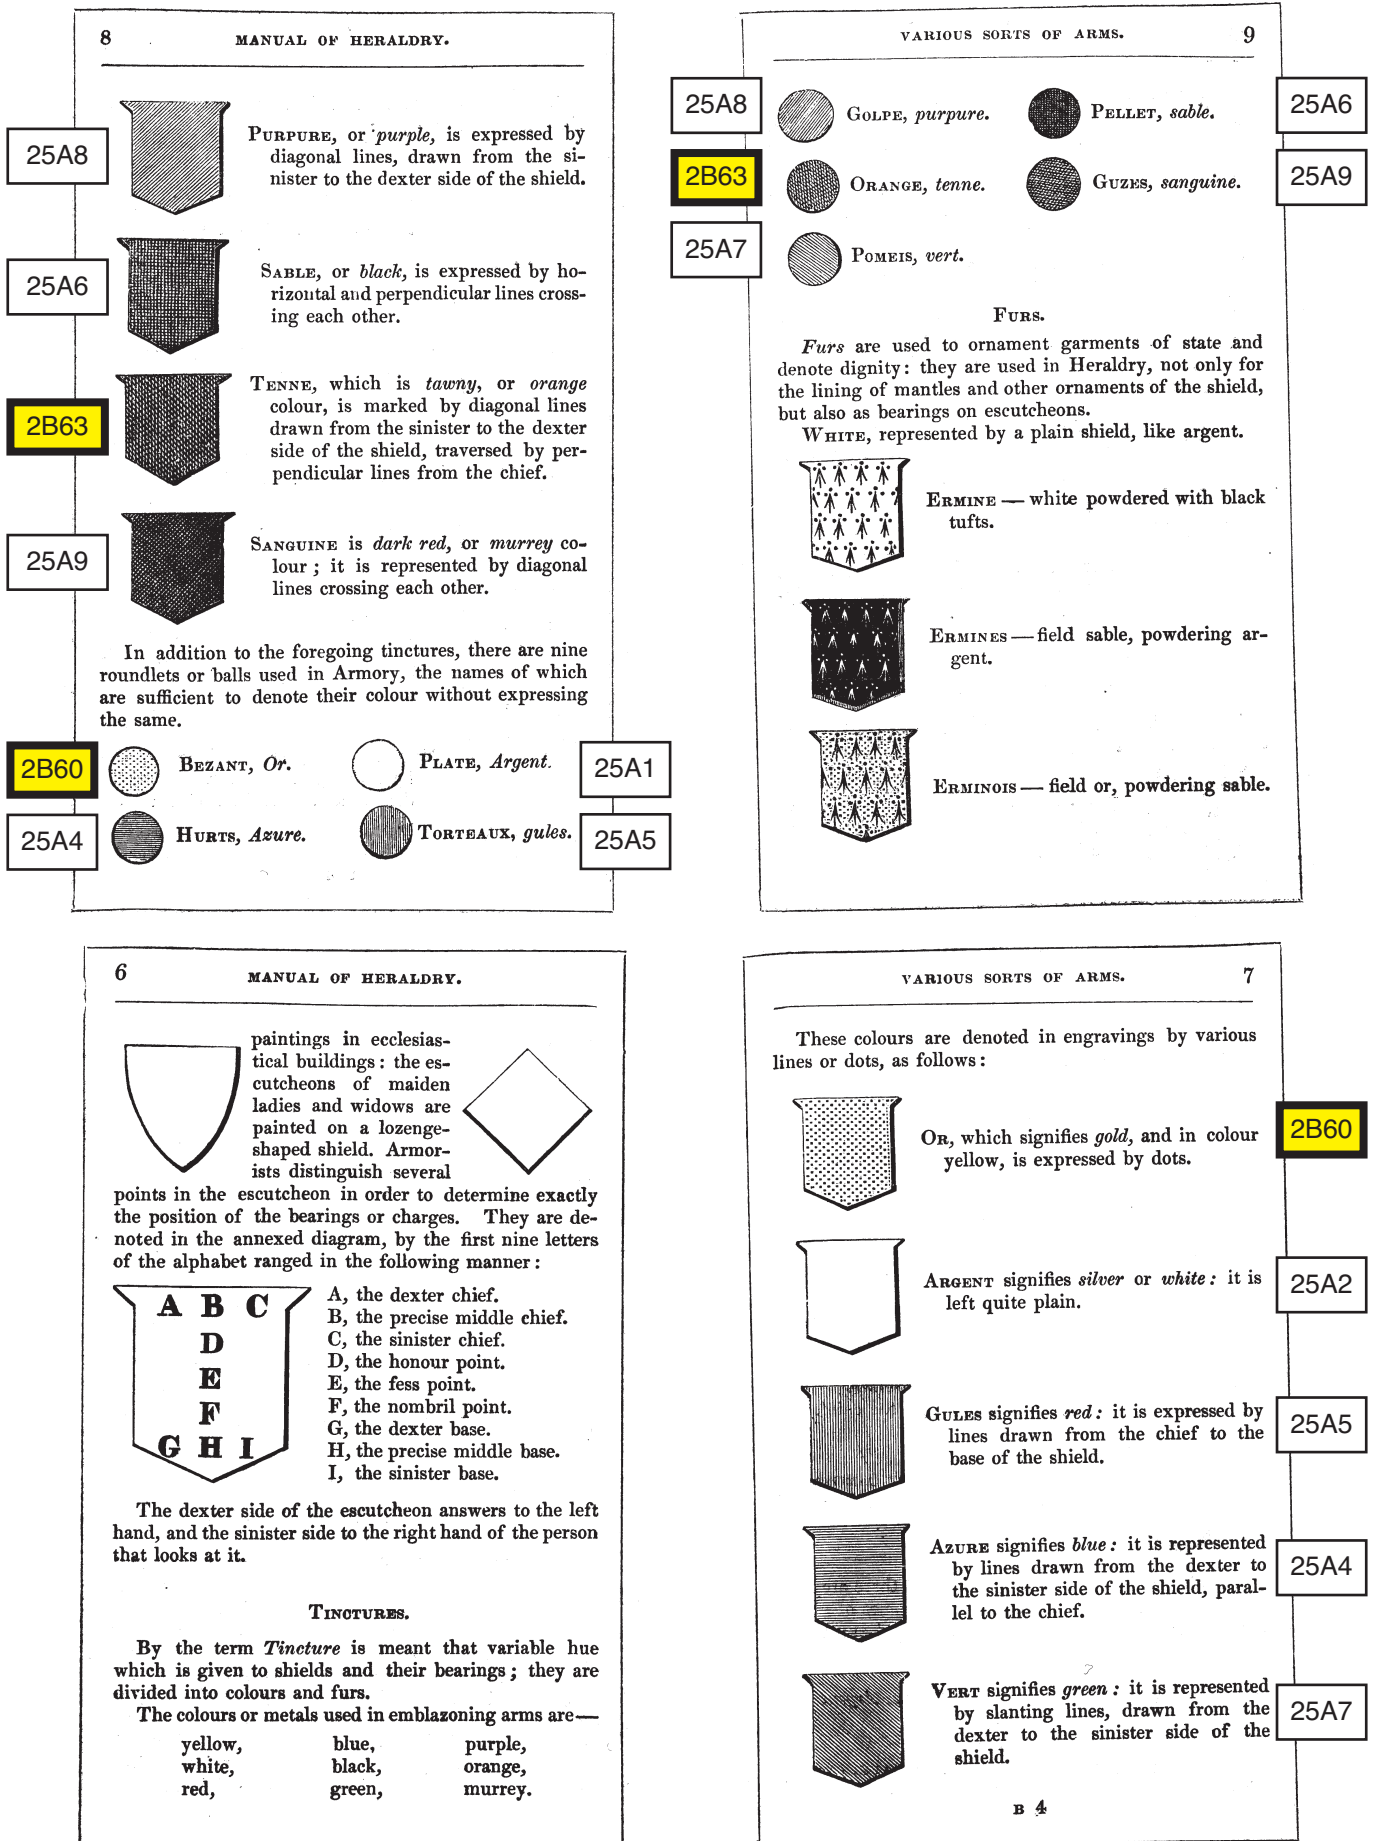 8
MANUAL OF HERALDRY.
25A8
PURPURE, or purple, is expressed by
diagonal lines, drawn from the si-
nister to the dexter side of the shield.
25A6
SABLE, or black, is expressed by ho-
rizontal and perpendicular lines cross-
ing each other.
2B63
TENNE, which is tawny, or orange
colour, is marked by diagonal lines
drawn from the sinister to the dexter
side of the shield, traversed by per-
pendicular lines from the chief.
25A9
SANGUINE is dark red, or murrey co-
lour ; it is represented by diagonal
lines crossing each other.
In addition to the foregoing tinctures, there are nine
roundlets or balls used in Armory, the names of which
are sufficient to denote their colour without expressing
the same.
2B60
BEZANT, Or.
PLATE, Argent.
25A1
25A4
HURTS, Azure.
TORTEAUX, gules.
25A5
VARIOUS SORTS OF ARMS.
9
25A8
GOLPE, purpure.
PELLET, sable.
25A6
2B63
ORANGE, tenne.
GUZES, sanguine.
25A9
25A7
POMEIS, vert.
FURS.
Furs are used to ornament garments of state and
denote dignity : they are used in Heraldry, not only for
the lining of mantles and other ornaments of the shield,
but also as bearings on escutcheons.
WHITE, represented by a plain shield, like argent.
ERMINE — white powdered with black
tufts.
ERMINES — field sable, powdering ar-
gent.
ERMINOIS — field or, powdering sable.
6
MANUAL OF HERALDRY.
paintings in ecclesias-
tical buildings : the es-
cutcheons of maiden
ladies and widows are
painted on a lozenge-
shaped shield. Armor-
ists distinguish several
points in the escutcheon in order to determine exactly
the position of the bearings or charges. They are de-
noted in the annexed diagram, by the first nine letters
of the alphabet ranged in the following manner :
A B C
D
E
F
G H I
A, the dexter chief.
B, the precise middle chief.
C, the sinister chief.
D, the honour point.
E, the fess point.
F, the nombril point.
G, the dexter base.
H, the precise middle base.
I, the sinister base.
The dexter side of the escutcheon answers to the left
hand, and the sinister side to the right hand of the person
that looks at it.
TINCTURES.
By the term Tincture is meant that variable hue
which is given to shields and their bearings ; they are
divided into colours and furs.
The colours or metals used in emblazoning arms are—
yellow, blue, purple,
white, black, orange,
red, green, murrey.
VARIOUS SORTS OF ARMS.
7
These colours are denoted in engravings by various
lines or dots, as follows :
OR, which signifies gold, and in colour
yellow, is expressed by dots.
2B60
ARGENT signifies silver or white : it is
left quite plain.
25A2
GULES signifies red : it is expressed by
lines drawn from the chief to the
base of the shield.
25A5
AZURE signifies blue : it is represented
by lines drawn from the dexter to
the sinister side of the shield, paral-
lel to the chief.
25A4
VERT signifies green : it is represented
by slanting lines, drawn from the
dexter to the sinister side of the
shield.
25A7
B 4